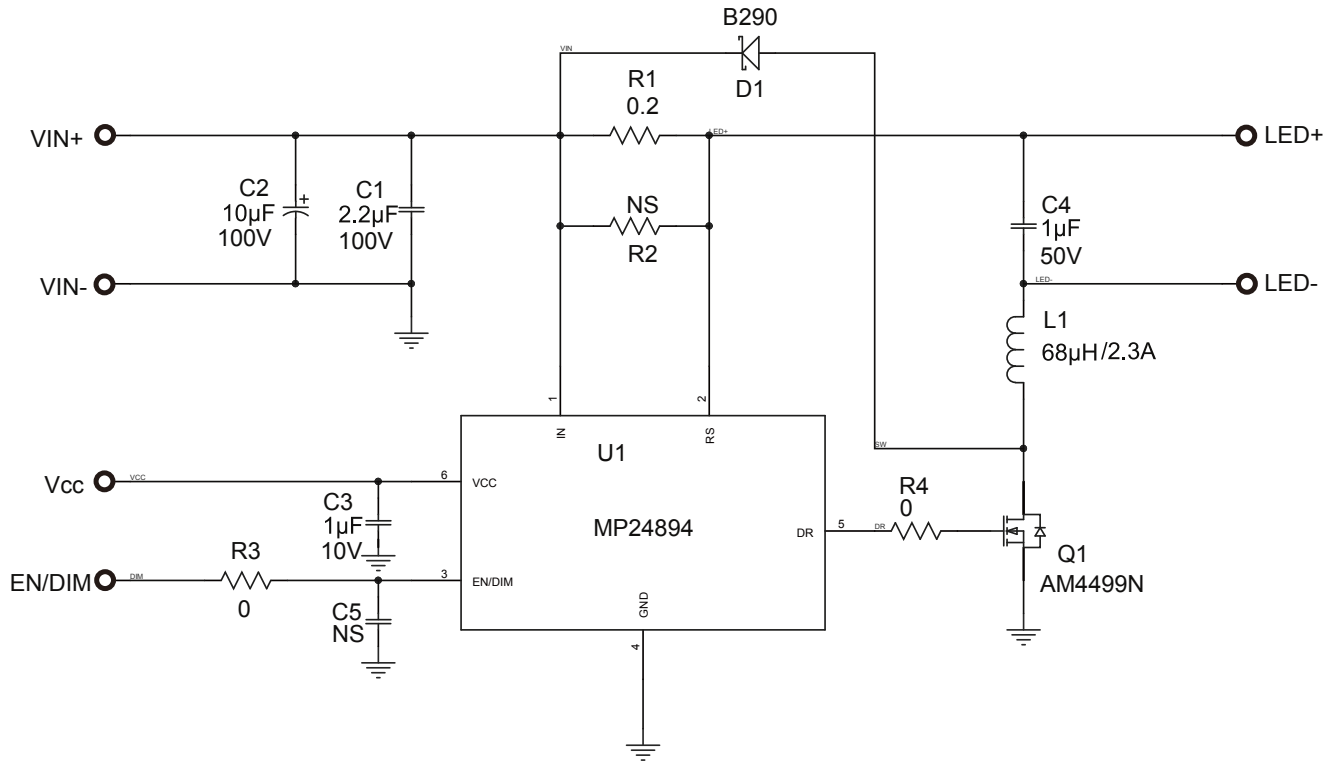 B290
VIN
D1
R1
0.2
VIN+
LED+
LED+
C2
10µF
100V
+
C1
2.2µF
100V
NS
R2
C4
1µF
50V
VIN-
LED-
LED-
L1
68µH/2.3A
1
2
IN
RS
U1
SW
Vcc
VCC
6
VCC
C3
1µF
10V
MP24894
R4
0
DR
5
DR
Q1
AM4499N
R3
0
EN/DIM
DIM
3
EN/DIM
C5
NS
GND
4